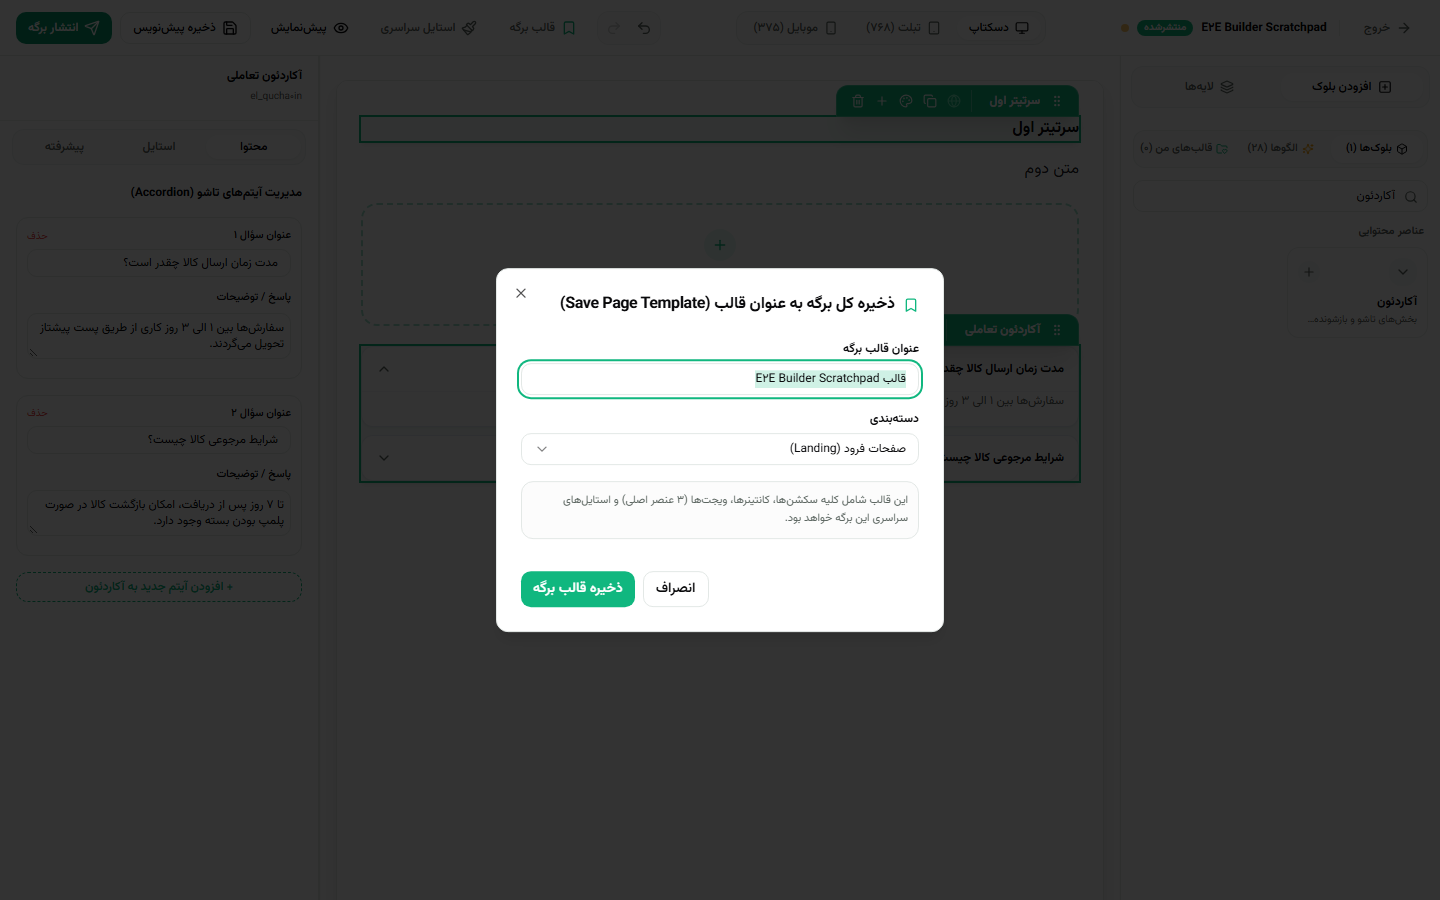 خروج
E۲E Builder Scratchpad
منتشرشده
دسکتاپ
تبلت (۷۶۸)
موبایل (۳۷۵)
قالب برگه
استایل سراسری
پیش‌نمایش
ذخیره پیش‌نویس
انتشار برگه
افزودن بلوک
لایه‌ها
بلوک‌ها (۱)
الگوها (۲۸)
قالب‌های من (۰)
آکاردئون
عناصر محتوایی
آکاردئون
بخش‌های تاشو و بازشونده...
سرتیتر اول
سرتیتر اول
متن دوم
آکاردئون تعاملی
مدت زمان ارسال کالا چقد
سفارش‌ها بین ۱ الی ۳ روز
شرایط مرجوعی کالا چیست
ذخیره کل برگه به عنوان قالب (Save Page Template)
عنوان قالب برگه
قالب E۲E Builder Scratchpad
دسته‌بندی
صفحات فرود (Landing)
این قالب شامل کلیه سکشن‌ها، کانتینرها، ویجت‌ها (۳ عنصر اصلی) و استایل‌های
سراسری این برگه خواهد بود.
انصراف
ذخیره قالب برگه
آکاردئون تعاملی
محتوا
استایل
پیشرفته
مدیریت آیتم‌های تاشو (Accordion)
عنوان سؤال ۱
حذف
مدت زمان ارسال کالا چقدر است؟
پاسخ / توضیحات
سفارش‌ها بین ۱ الی ۳ روز کاری از طریق پست پیشتاز
تحویل می‌گردند.
عنوان سؤال ۲
حذف
شرایط مرجوعی کالا چیست؟
پاسخ / توضیحات
تا ۷ روز پس از دریافت، امکان بازگشت کالا در صورت
پلمپ بودن بسته وجود دارد.
+ افزودن آیتم جدید به آکاردئون